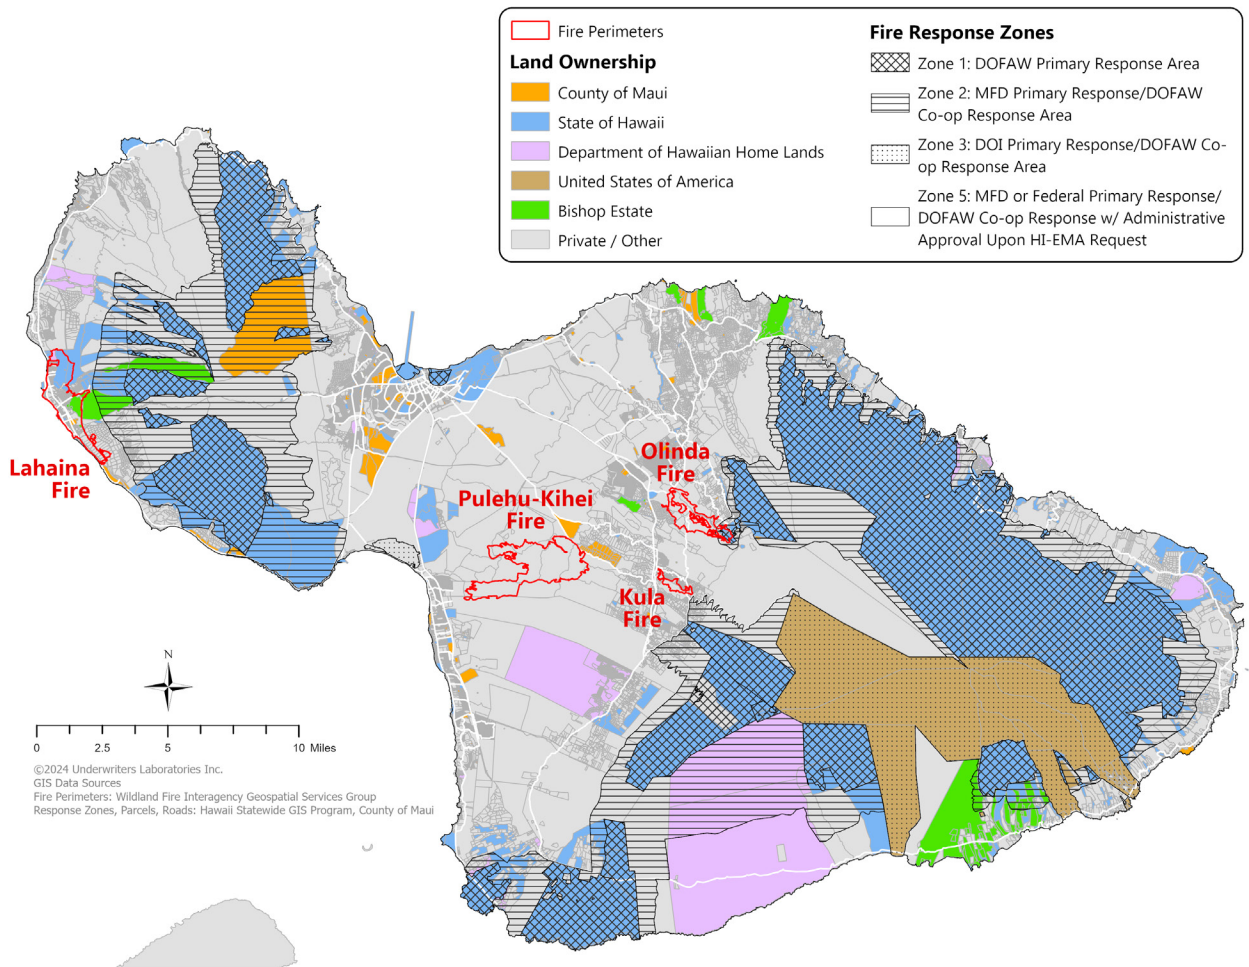 Fire Perimeters
Land Ownership
County of Maui
State of Hawaii
Department of Hawaiian Home Lands
United States of America
Bishop Estate
Private / Other
Fire Response Zones
Zone 1: DOFAW Primary Response Area
Zone 2: MFD Primary Response/DOFAW
Co-op Response Area
Zone 3: DOI Primary Response/DOFAW Co-
op Response Area
Zone 5: MFD or Federal Primary Response/
DOFAW Co-op Response w/ Administrative
Approval Upon HI-EMA Request
Lahaina
Fire
Pulehu-Kihei
Fire
Olinda
Fire
Kula
Fire
N
0 2.5 5 10 Miles
©2024 Underwriters Laboratories Inc.
GIS Data Sources
Fire Perimeters: Wildland Fire Interagency Geospatial Services Group
Response Zones, Parcels, Roads: Hawaii Statewide GIS Program, County of Maui